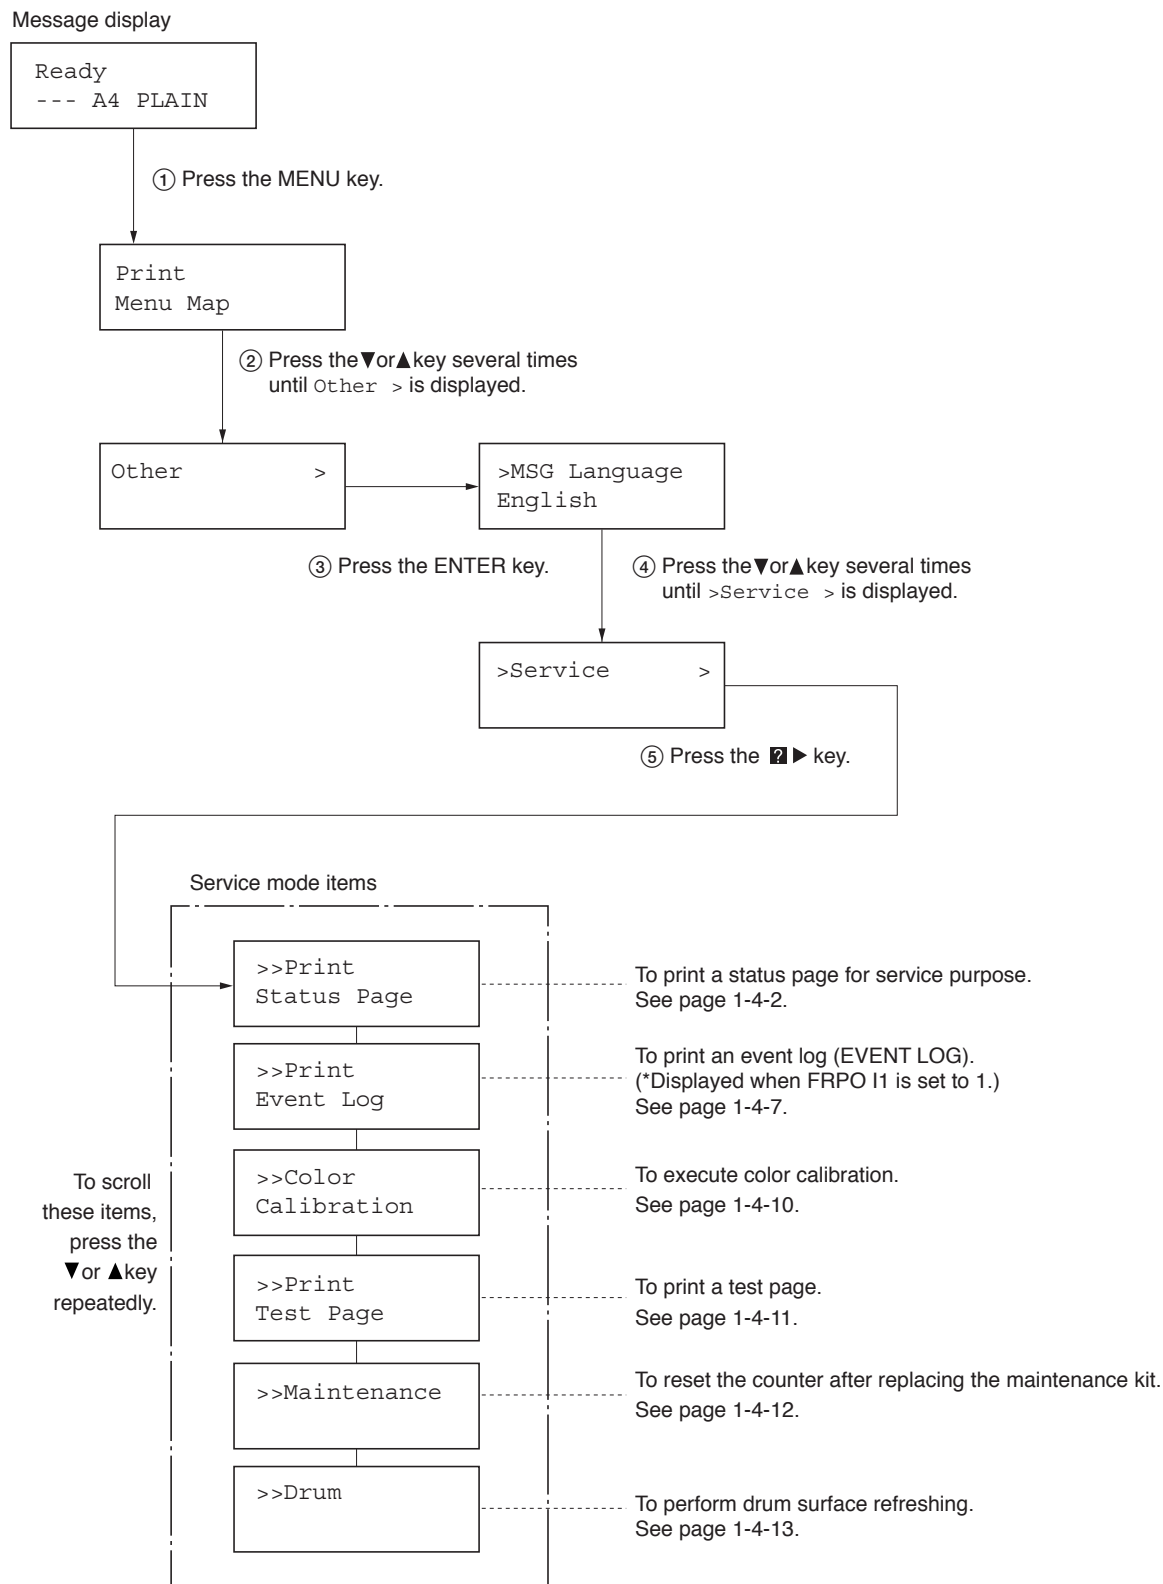 Message display
Ready
--- A4 PLAIN
① Press the MENU key.
Print
Menu Map
② Press the▼or▲key several times
until Other > is displayed.
Other >
>MSG Language
English
③ Press the ENTER key.
④ Press the▼or▲key several times
until >Service > is displayed.
>Service >
⑤ Press the ?▶ key.
Service mode items
>>Print
Status Page
To print a status page for service purpose.
See page 1-4-2.
>>Print
Event Log
To print an event log (EVENT LOG).
(*Displayed when FRPO I1 is set to 1.)
See page 1-4-7.
>>Color
Calibration
To execute color calibration.
See page 1-4-10.
To scroll
these items,
press the
▼or ▲key
repeatedly.
>>Print
Test Page
To print a test page.
See page 1-4-11.
>>Maintenance
To reset the counter after replacing the maintenance kit.
See page 1-4-12.
>>Drum
To perform drum surface refreshing.
See page 1-4-13.